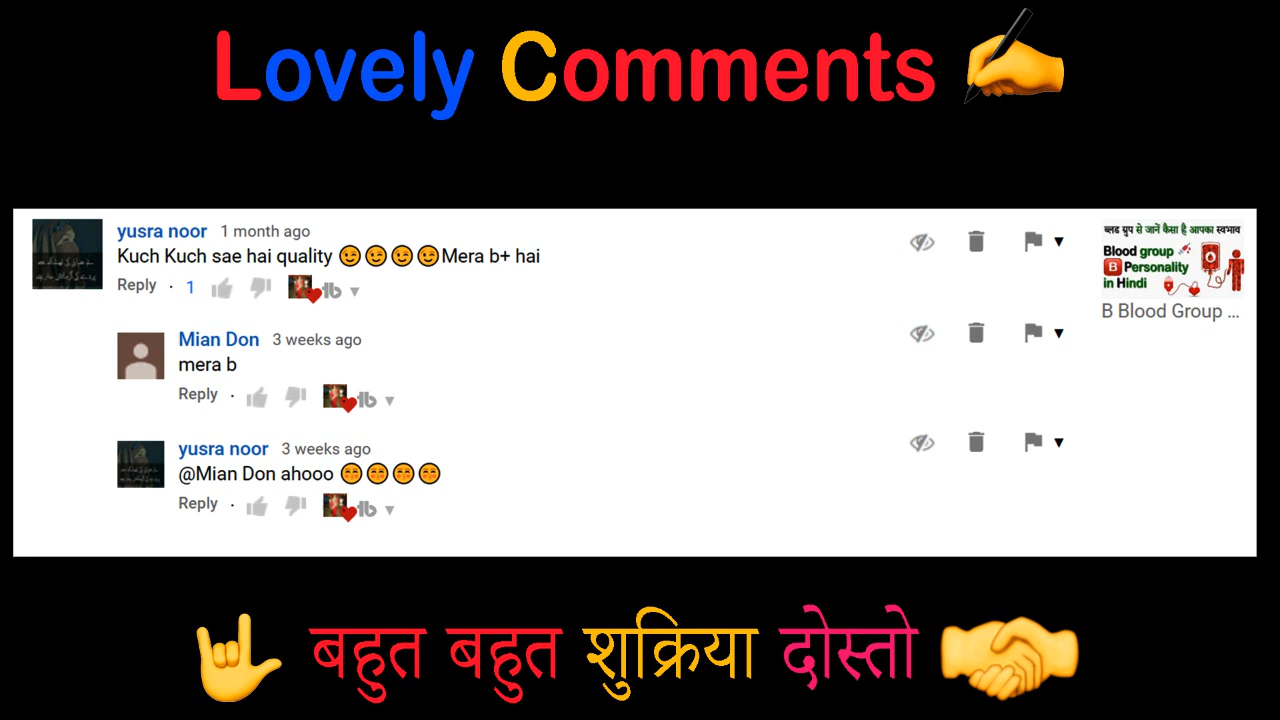 Lovely Comments
yusra noor 1 month ago
Kuch Kuch sae hai quality 😉😉😉😉Mera b+ hai
Reply · 1
Mian Don 3 weeks ago
mera b
Reply ·
yusra noor 3 weeks ago
@Mian Don ahooo 😁😁😁😁
Reply ·
ब्लड ग्रुप से जानें कैसा है आपका स्वभाव
Blood group
B Personality
in Hindi
B Blood Group ...
बहुत बहुत शुक्रिया दोस्तो